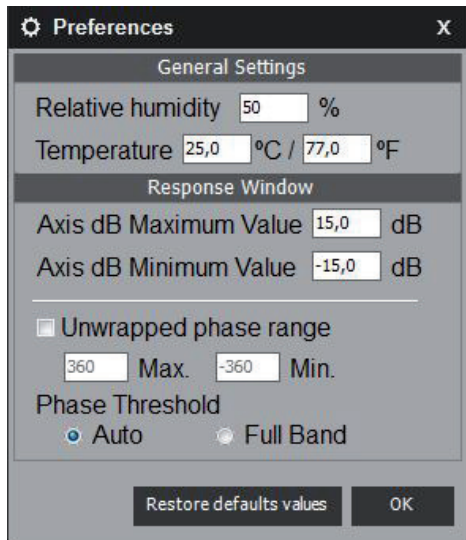 Preferences X
General Settings
Relative humidity 50 %
Temperature 25,0 ºC / 77,0 ºF
Response Window
Axis dB Maximum Value 15,0 dB
Axis dB Minimum Value -15,0 dB
Unwrapped phase range
360 Max. -360 Min.
Phase Threshold
Auto Full Band
Restore defaults values OK